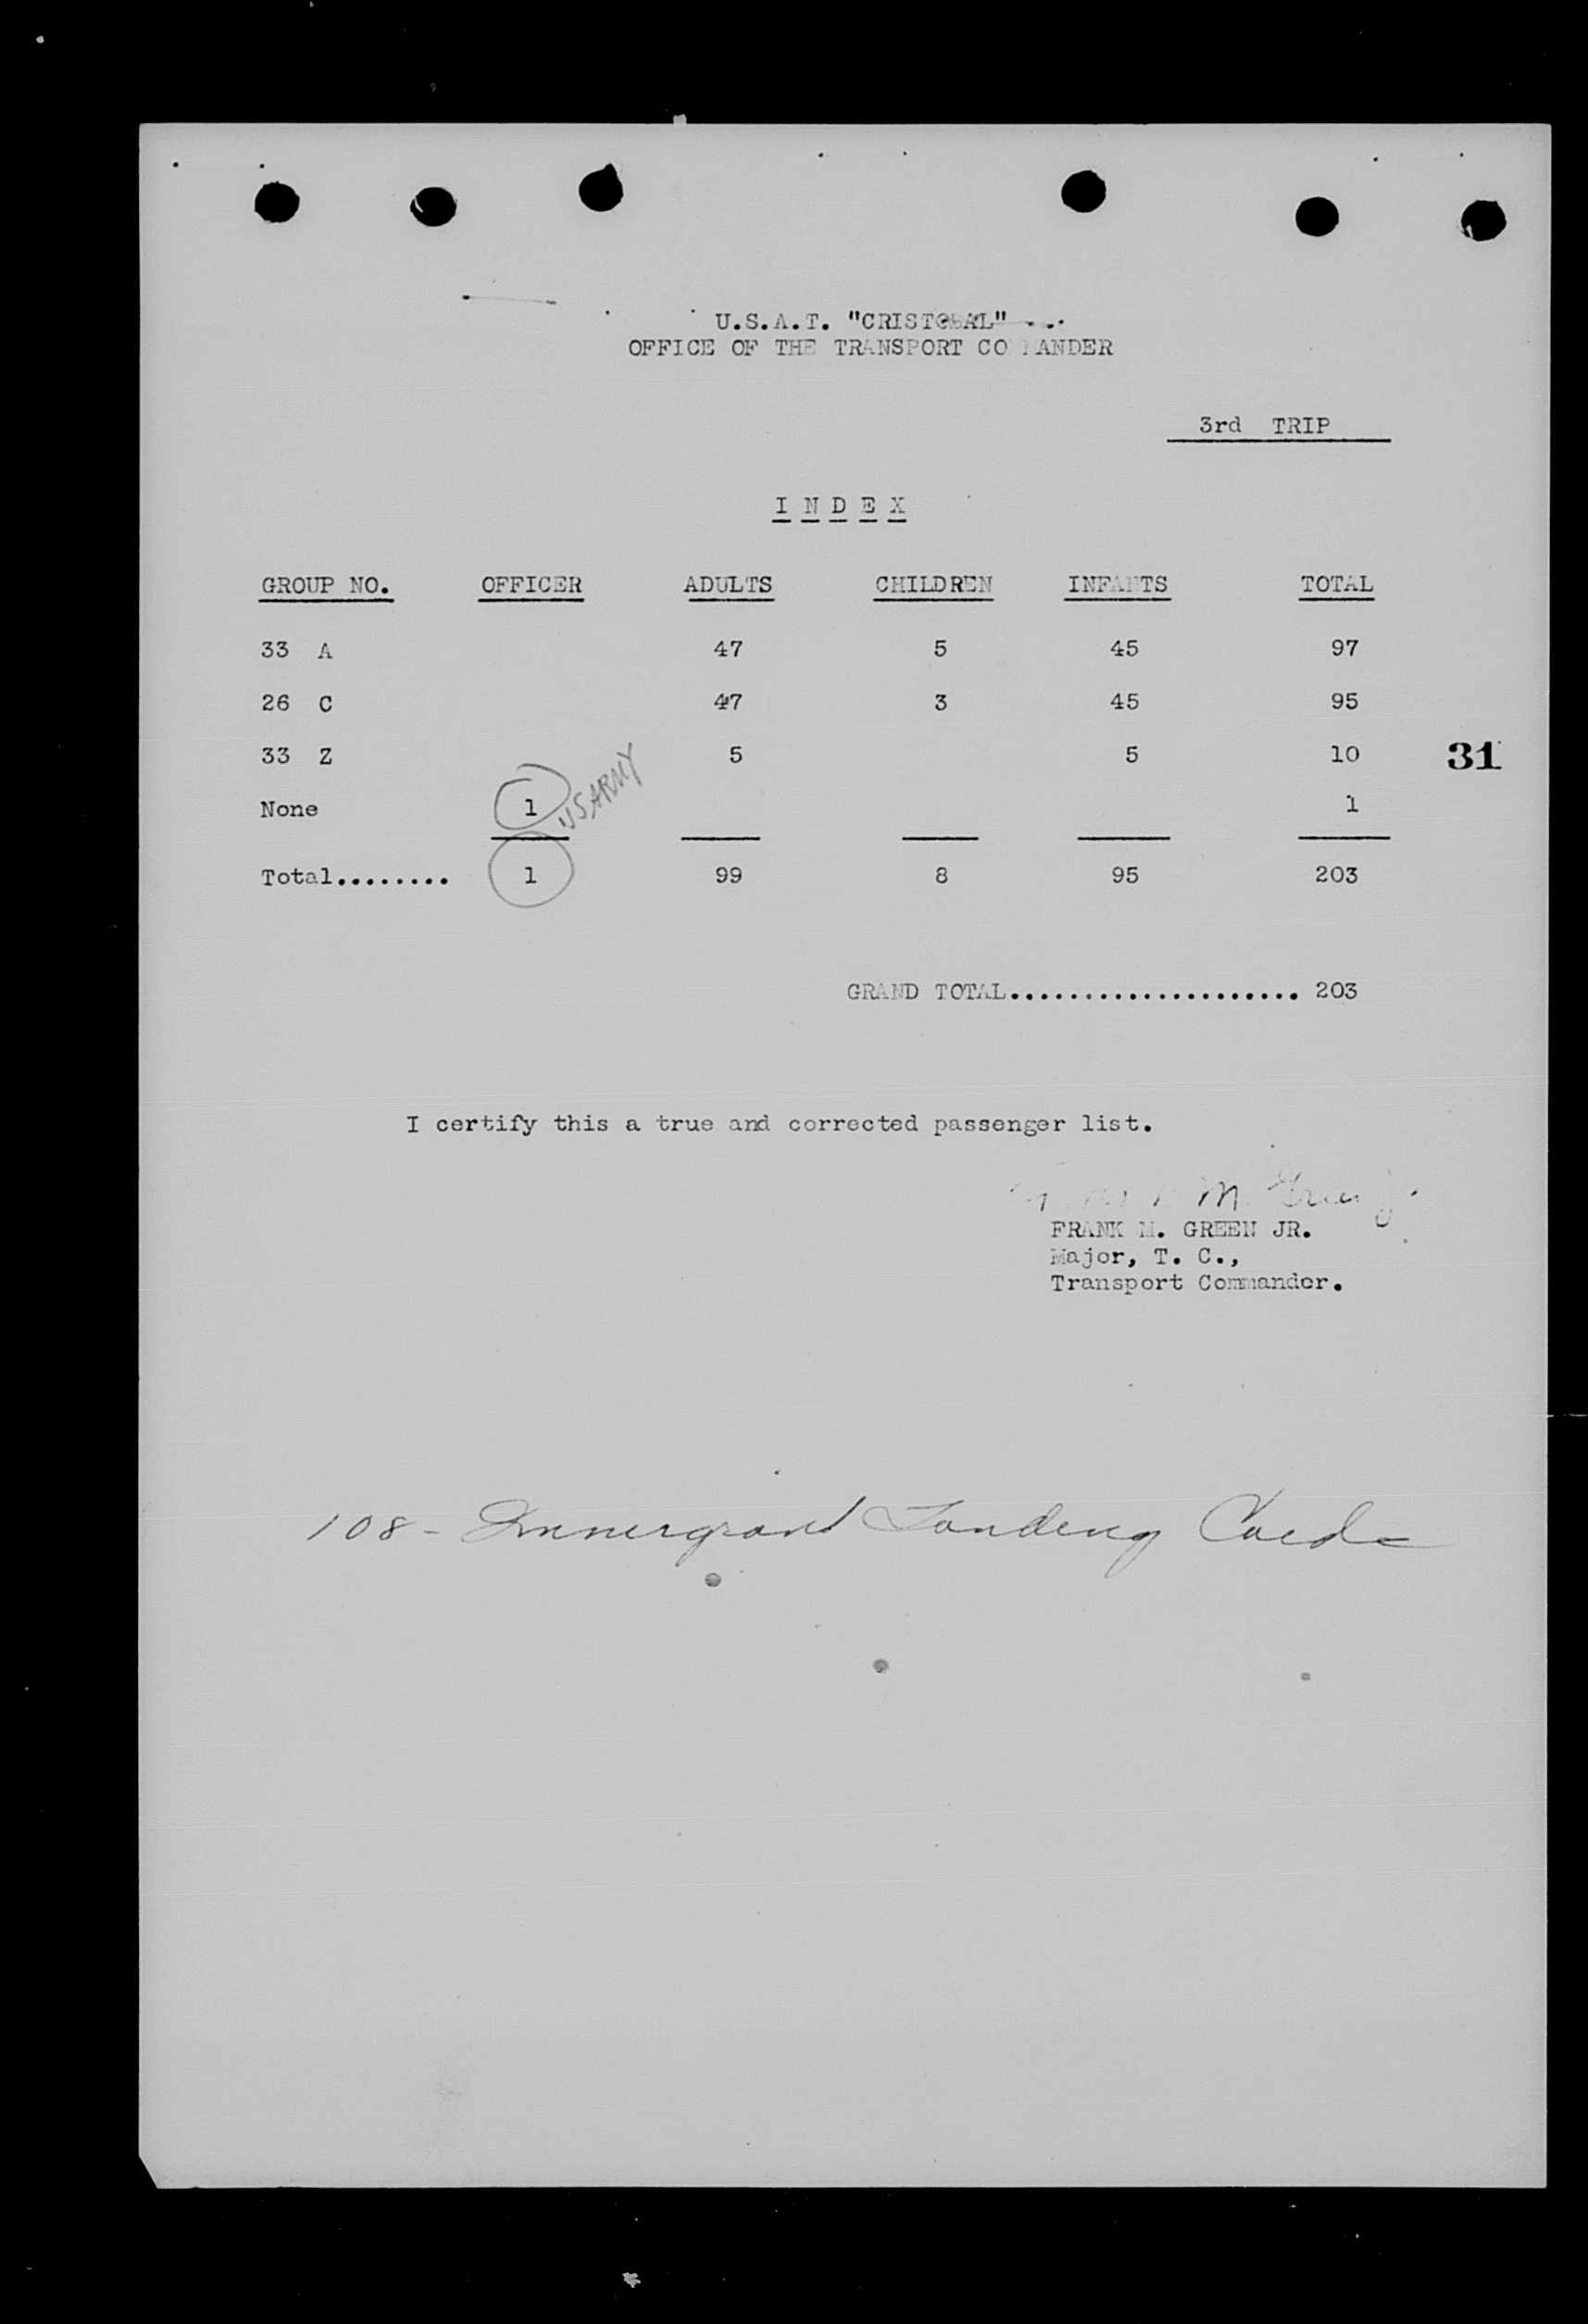 U.S.A.T. "CRISTOBAL"
OFFICE OF THE TRANSPORT COMMANDER
3rd TRIP
I N D E X
GROUP NO. OFFICER ADULTS CHILDREN INFANTS TOTAL
33 A 47 5 45 97
26 C 47 3 45 95
33 Z 5 5 10
31
US ARMY
None 1 1
Total........ 1 99 8 95 203
GRAND TOTAL.................... 203
I certify this a true and corrected passenger list.
M. Green Jr.
FRANK M. GREEN JR.
Major, T. C.,
Transport Commander.
108 - Immigrant Landing Cards